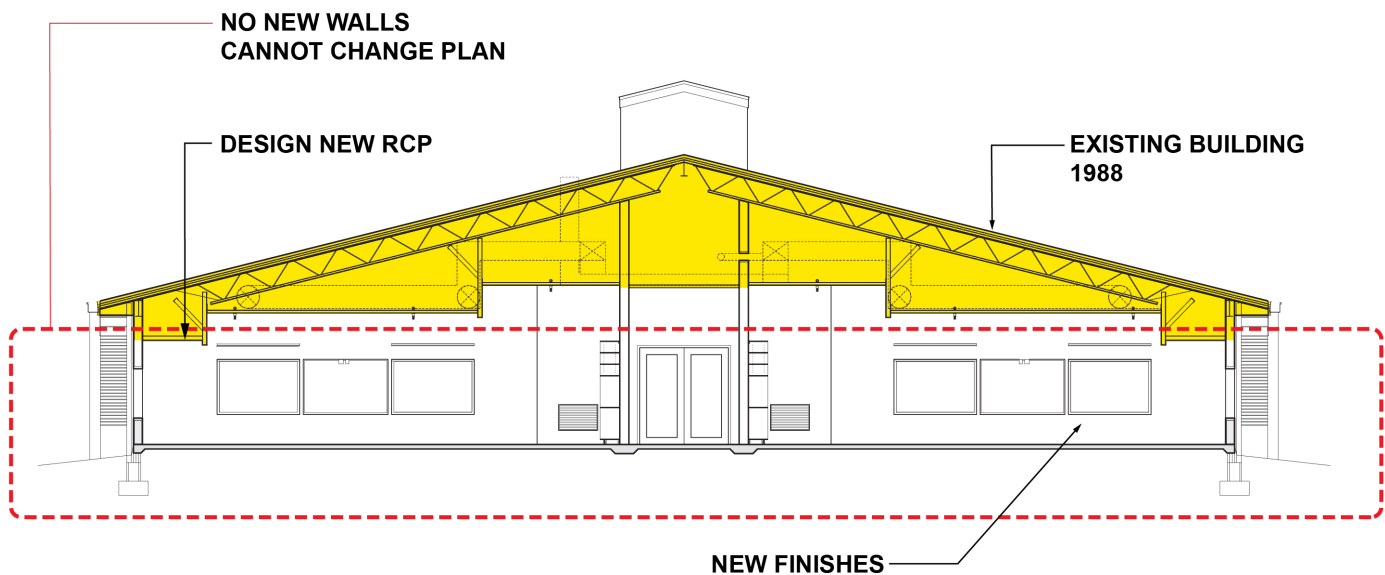 NO NEW WALLS
CANNOT CHANGE PLAN
DESIGN NEW RCP
EXISTING BUILDING
1988
NEW FINISHES